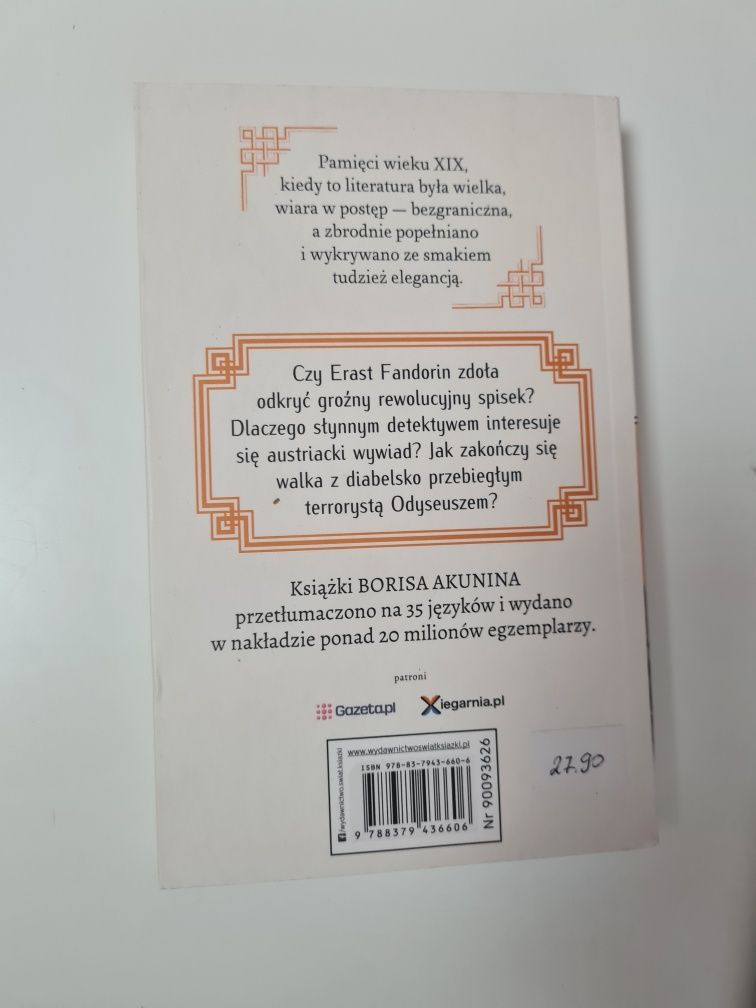 Pamięci wieku XIX,
kiedy to literatura była wielka,
wiara w postęp — bezgraniczna,
a zbrodnie popełniano
i wykrywano ze smakiem
tudzież elegancją.
Czy Erast Fandorin zdoła
odkryć groźny rewolucyjny spisek?
Dlaczego słynnym detektywem interesuje
się austriacki wywiad? Jak zakończy się
walka z diabelsko przebiegłym
terrorystą Odyseuszem?
Książki BORISA AKUNINA
przetłumaczono na 35 języków i wydano
w nakładzie ponad 20 milionów egzemplarzy.
patroni
Gazeta.pl
Xiegarnia.pl
www.wydawnictwoswiatksiazki.pl
ISBN 978-83-7943-660-6
9 788379 436606
/wydawnictwo.swiat.ksiazki
Nr 90093626
27.90